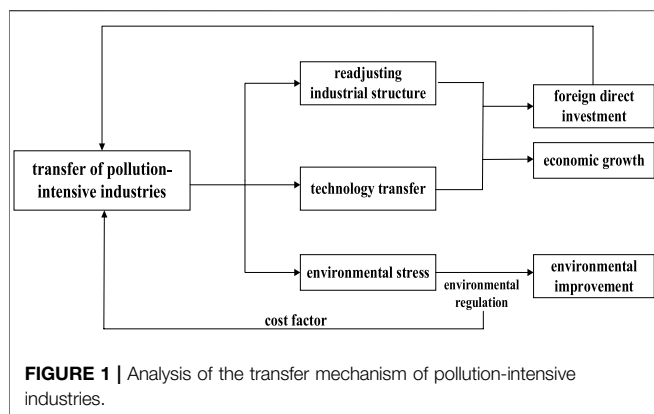 readjusting
industrial structure
foreign direct
investment
transfer of pollution-
intensive industries
technology transfer
economic growth
environmental stress
environmental
regulation
environmental
improvement
cost factor
FIGURE 1 | Analysis of the transfer mechanism of pollution-intensive
industries.